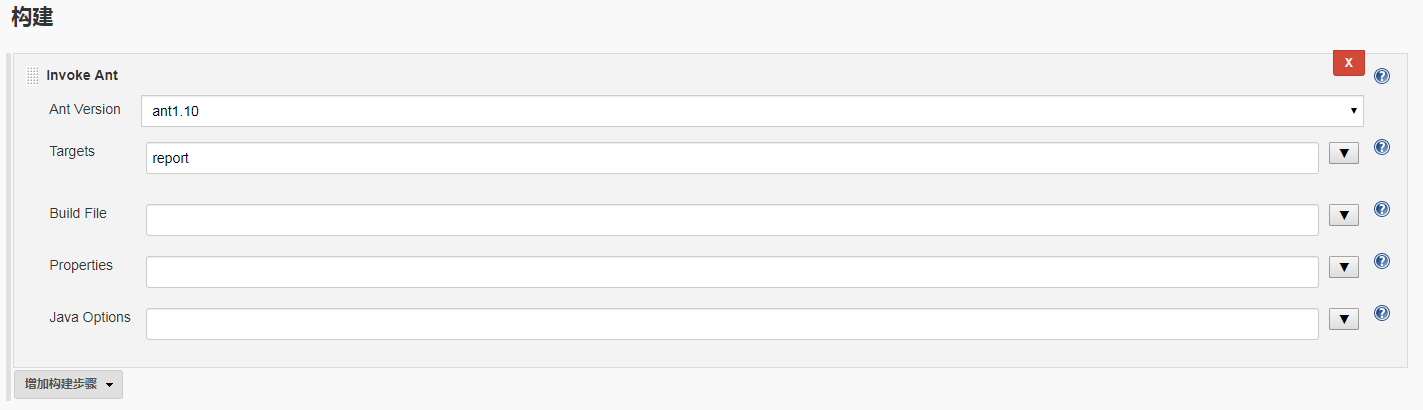 构建
Invoke Ant
X
Ant Version
ant1.10
Targets
report
Build File
Properties
Java Options
增加构建步骤